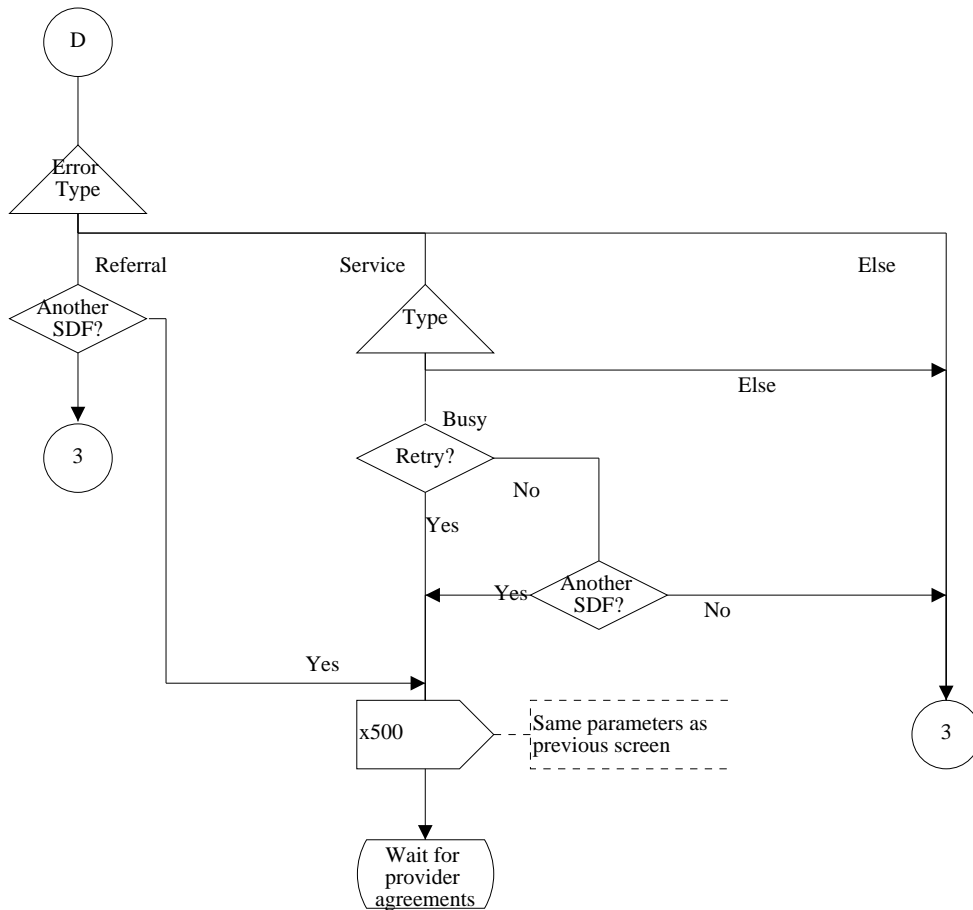 D
Error
Type
Referral
Service
Else
Another
SDF?
Type
Else
Busy
3
Retry?
No
Yes
Another
SDF?
Yes
No
Yes
x500
Same parameters as
previous screen
3
Wait for
provider
agreements